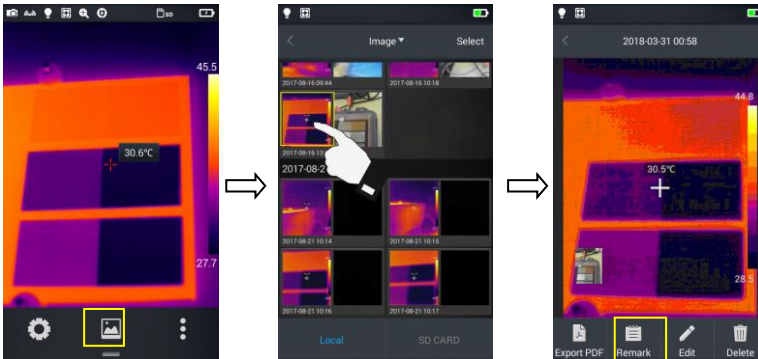 SD
45.5
30.6°C
27.7
Image
Select
2017-08-16 09:44
2017-08-16 10:18
2017-08-16 13
2017-08-2
2017-08-21 10:14
2017-08-21 10:15
2017-08-21 10:16
2017-08-21 10:17
Local
SD CARD
2018-03-31 00:58
44.8
30.5°C
28.5
Export PDF
Remark
Edit
Delete